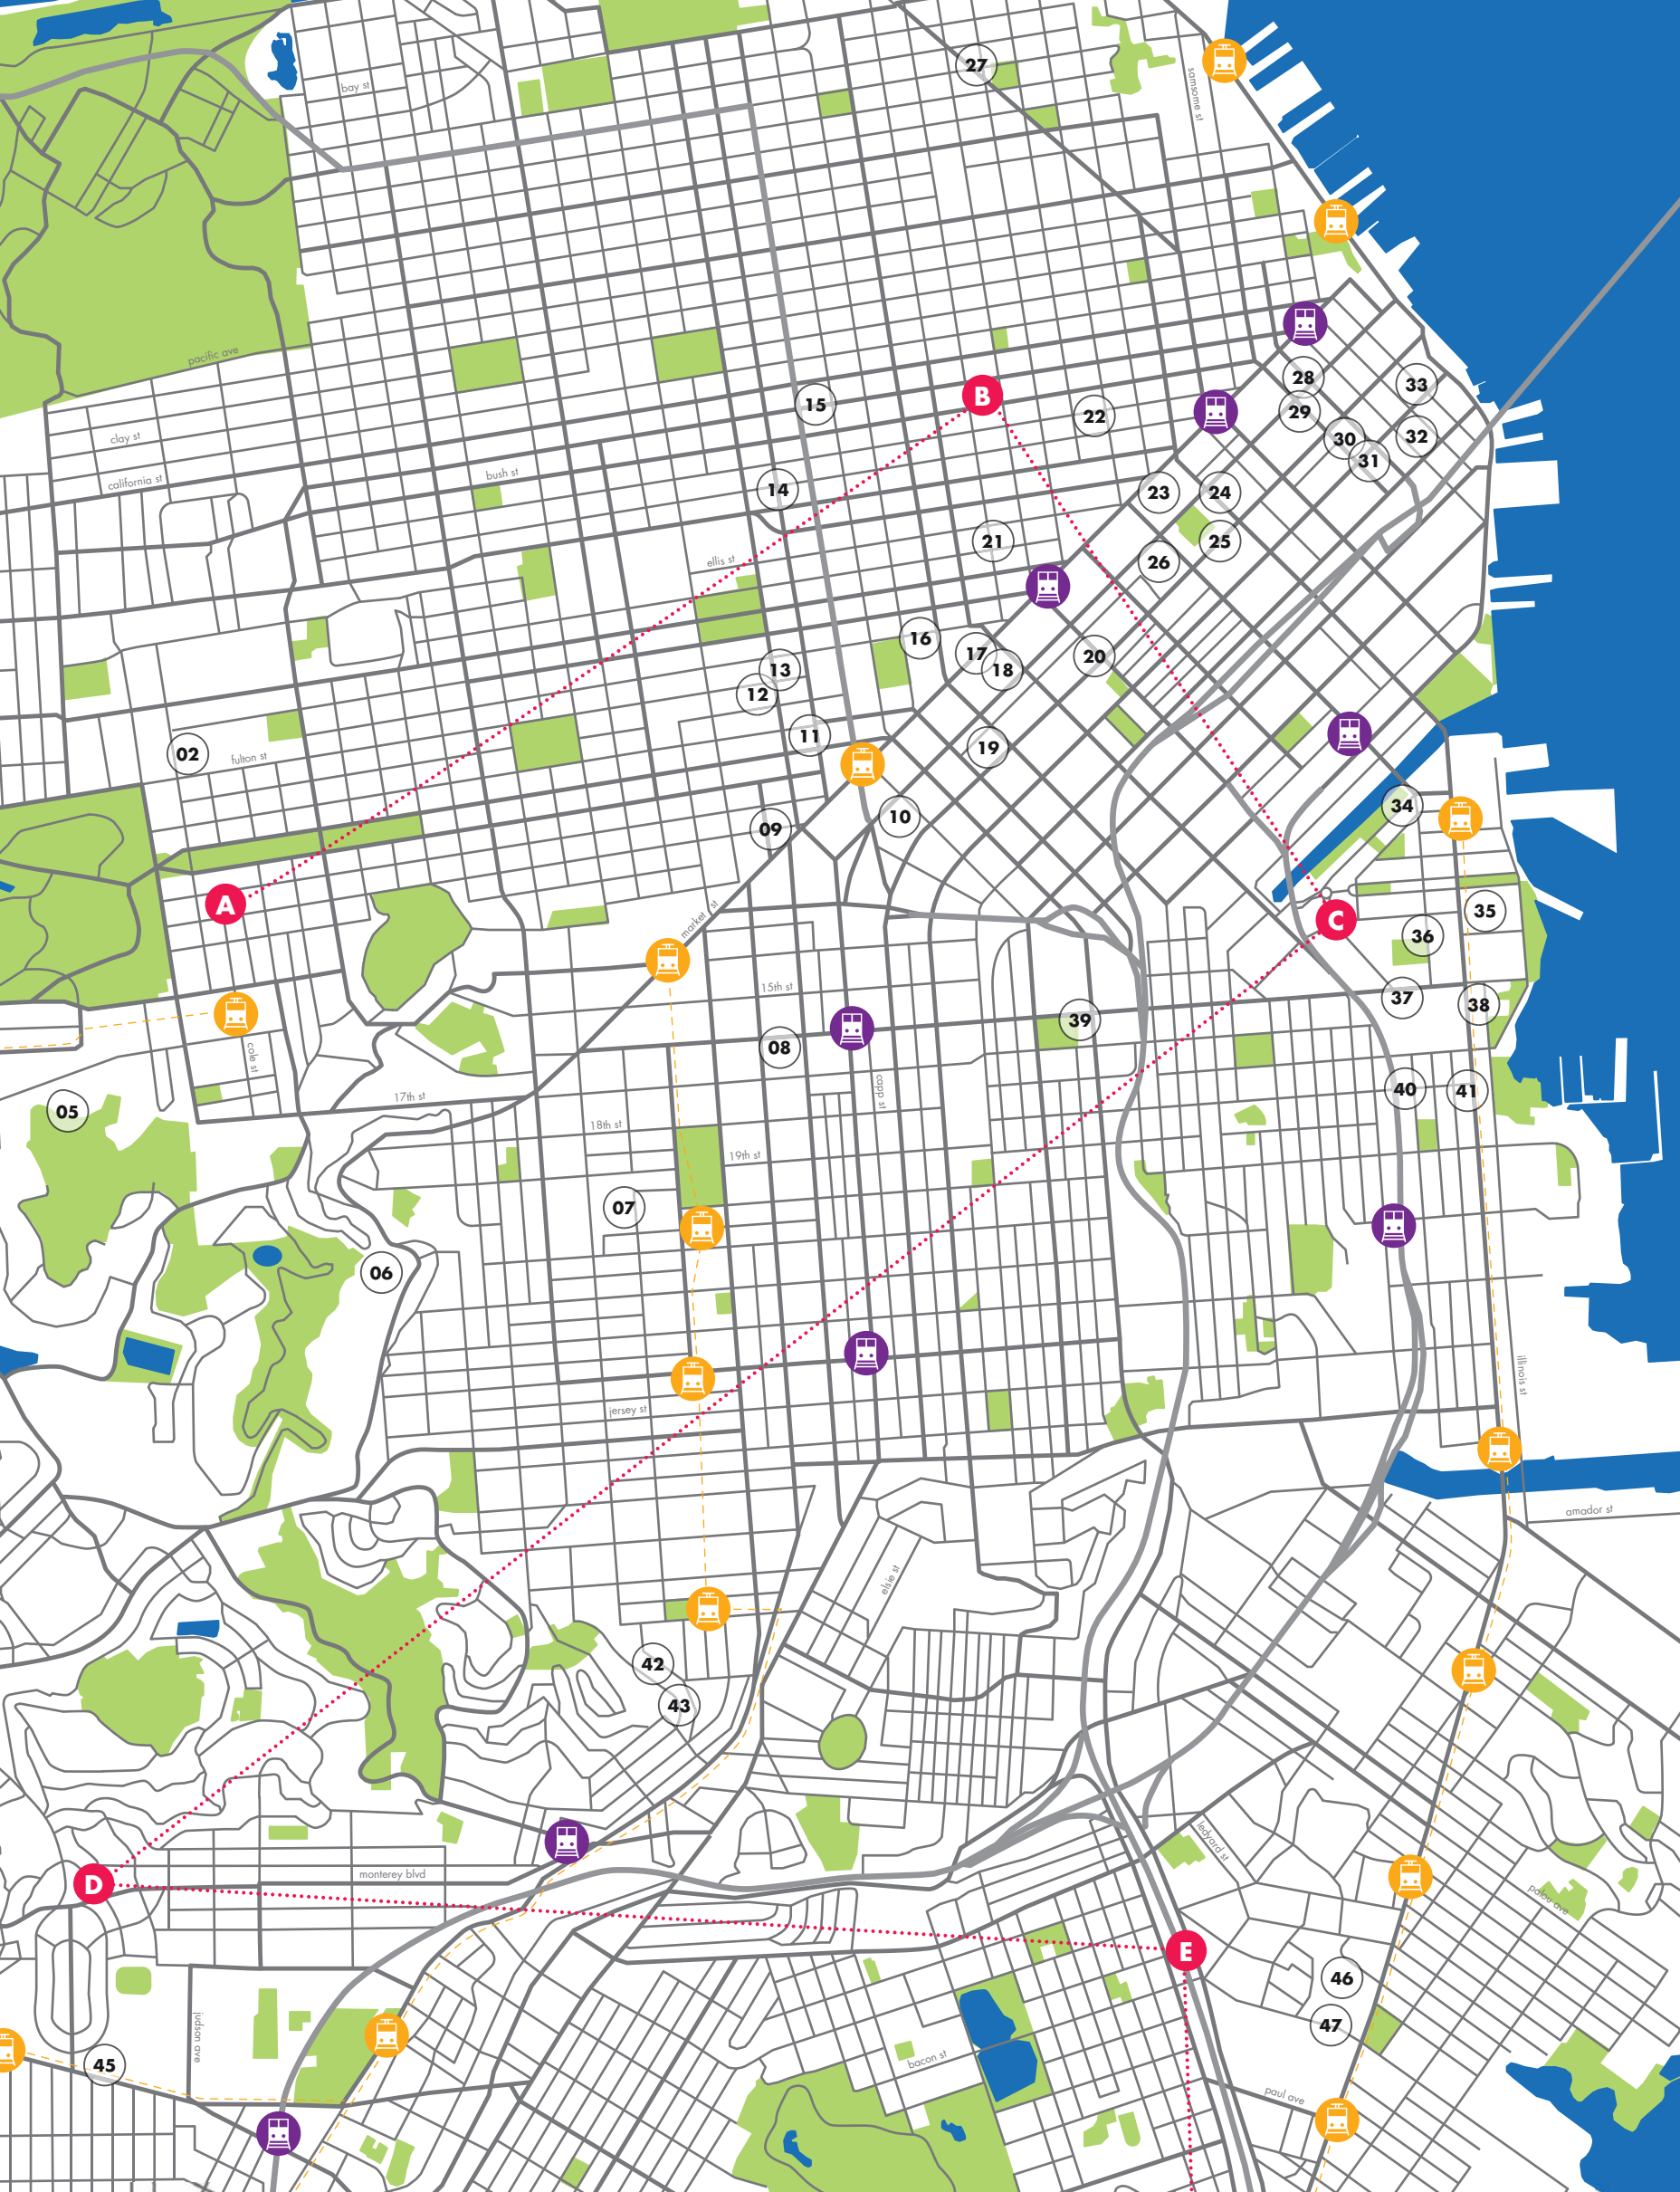 27
samsome st
bay st
pacific ave
28
33
B
15
22
29
clay st
30
32
31
california st
bush st
14
23
24
21
25
ellis st
26
16
17
18
20
13
12
11
19
02
fulton st
34
10
09
A
market st
35
C
36
15th st
37
38
39
08
cole st
40
41
capp st
17th st
05
18th st
19th st
07
06
illinois st
jersey st
amador st
elsie st
42
43
ledyard st
monterey blvd
D
palou ave
E
46
47
judson ave
bacon st
45
paul ave